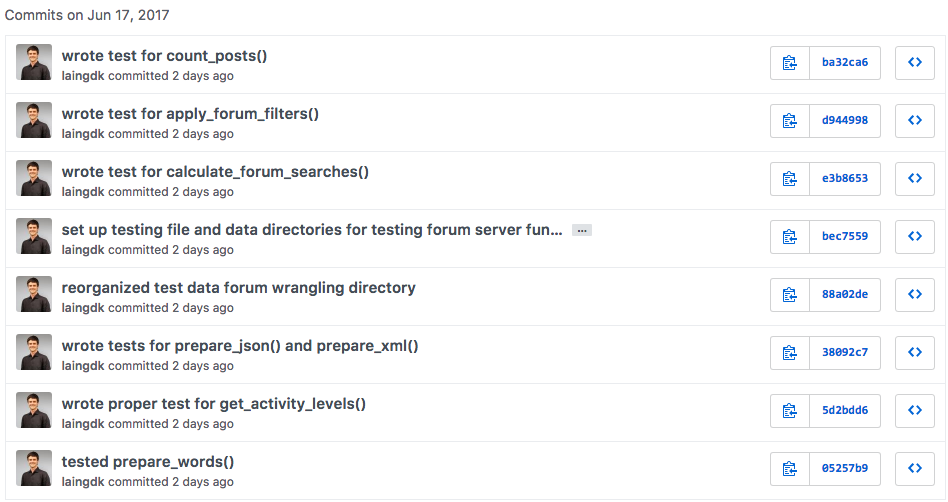 Commits on Jun 17, 2017
wrote test for count_posts()
laingdk committed 2 days ago
ba32ca6
wrote test for apply_forum_filters()
laingdk committed 2 days ago
d944998
wrote test for calculate_forum_searches()
laingdk committed 2 days ago
e3b8653
set up testing file and data directories for testing forum server fun... …
laingdk committed 2 days ago
bec7559
reorganized test data forum wrangling directory
laingdk committed 2 days ago
88a02de
wrote tests for prepare_json() and prepare_xml()
laingdk committed 2 days ago
38092c7
wrote proper test for get_activity_levels()
laingdk committed 2 days ago
5d2bdd6
tested prepare_words()
laingdk committed 2 days ago
05257b9